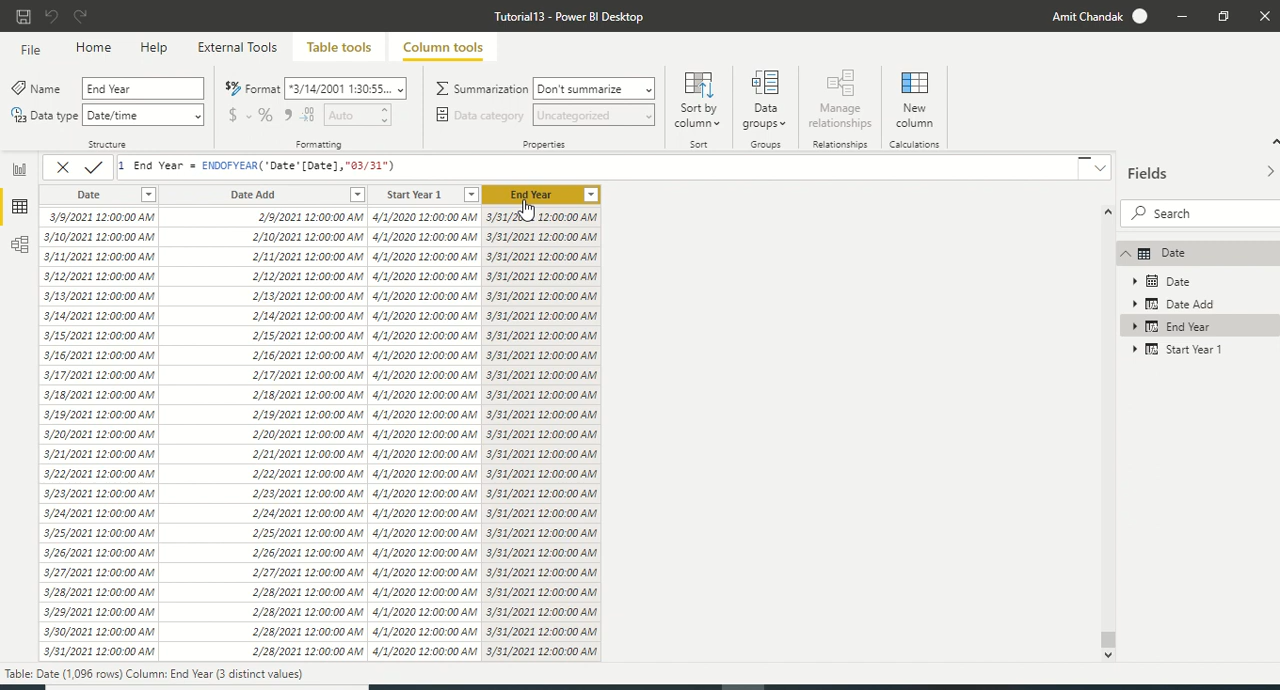 Tutorial13 - Power BI Desktop
Amit Chandak
File
Home
Help
External Tools
Table tools
Column tools
Name
End Year
Format
*3/14/2001 1:30:55...
Summarization
Don't summarize
Data type
Date/time
$
%
Auto
Data category
Uncategorized
Sort by column
Data groups
Manage relationships
New column
Structure
Formatting
Properties
Sort
Groups
Relationships
Calculations
1 End Year = ENDOFYEAR('Date'[Date],"03/31")
Fields
Search
Date
Date
Date Add
End Year
Start Year 1
Date Date Add Start Year 1 End Year
3/9/2021 12:00:00 AM 2/9/2021 12:00:00 AM 4/1/2020 12:00:00 AM 3/31/2021 12:00:00 AM
3/10/2021 12:00:00 AM 2/10/2021 12:00:00 AM 4/1/2020 12:00:00 AM 3/31/2021 12:00:00 AM
3/11/2021 12:00:00 AM 2/11/2021 12:00:00 AM 4/1/2020 12:00:00 AM 3/31/2021 12:00:00 AM
3/12/2021 12:00:00 AM 2/12/2021 12:00:00 AM 4/1/2020 12:00:00 AM 3/31/2021 12:00:00 AM
3/13/2021 12:00:00 AM 2/13/2021 12:00:00 AM 4/1/2020 12:00:00 AM 3/31/2021 12:00:00 AM
3/14/2021 12:00:00 AM 2/14/2021 12:00:00 AM 4/1/2020 12:00:00 AM 3/31/2021 12:00:00 AM
3/15/2021 12:00:00 AM 2/15/2021 12:00:00 AM 4/1/2020 12:00:00 AM 3/31/2021 12:00:00 AM
3/16/2021 12:00:00 AM 2/16/2021 12:00:00 AM 4/1/2020 12:00:00 AM 3/31/2021 12:00:00 AM
3/17/2021 12:00:00 AM 2/17/2021 12:00:00 AM 4/1/2020 12:00:00 AM 3/31/2021 12:00:00 AM
3/18/2021 12:00:00 AM 2/18/2021 12:00:00 AM 4/1/2020 12:00:00 AM 3/31/2021 12:00:00 AM
3/19/2021 12:00:00 AM 2/19/2021 12:00:00 AM 4/1/2020 12:00:00 AM 3/31/2021 12:00:00 AM
3/20/2021 12:00:00 AM 2/20/2021 12:00:00 AM 4/1/2020 12:00:00 AM 3/31/2021 12:00:00 AM
3/21/2021 12:00:00 AM 2/21/2021 12:00:00 AM 4/1/2020 12:00:00 AM 3/31/2021 12:00:00 AM
3/22/2021 12:00:00 AM 2/22/2021 12:00:00 AM 4/1/2020 12:00:00 AM 3/31/2021 12:00:00 AM
3/23/2021 12:00:00 AM 2/23/2021 12:00:00 AM 4/1/2020 12:00:00 AM 3/31/2021 12:00:00 AM
3/24/2021 12:00:00 AM 2/24/2021 12:00:00 AM 4/1/2020 12:00:00 AM 3/31/2021 12:00:00 AM
3/25/2021 12:00:00 AM 2/25/2021 12:00:00 AM 4/1/2020 12:00:00 AM 3/31/2021 12:00:00 AM
3/26/2021 12:00:00 AM 2/26/2021 12:00:00 AM 4/1/2020 12:00:00 AM 3/31/2021 12:00:00 AM
3/27/2021 12:00:00 AM 2/27/2021 12:00:00 AM 4/1/2020 12:00:00 AM 3/31/2021 12:00:00 AM
3/28/2021 12:00:00 AM 2/28/2021 12:00:00 AM 4/1/2020 12:00:00 AM 3/31/2021 12:00:00 AM
3/29/2021 12:00:00 AM 2/28/2021 12:00:00 AM 4/1/2020 12:00:00 AM 3/31/2021 12:00:00 AM
3/30/2021 12:00:00 AM 2/28/2021 12:00:00 AM 4/1/2020 12:00:00 AM 3/31/2021 12:00:00 AM
3/31/2021 12:00:00 AM 2/28/2021 12:00:00 AM 4/1/2020 12:00:00 AM 3/31/2021 12:00:00 AM
Table: Date (1,096 rows) Column: End Year (3 distinct values)